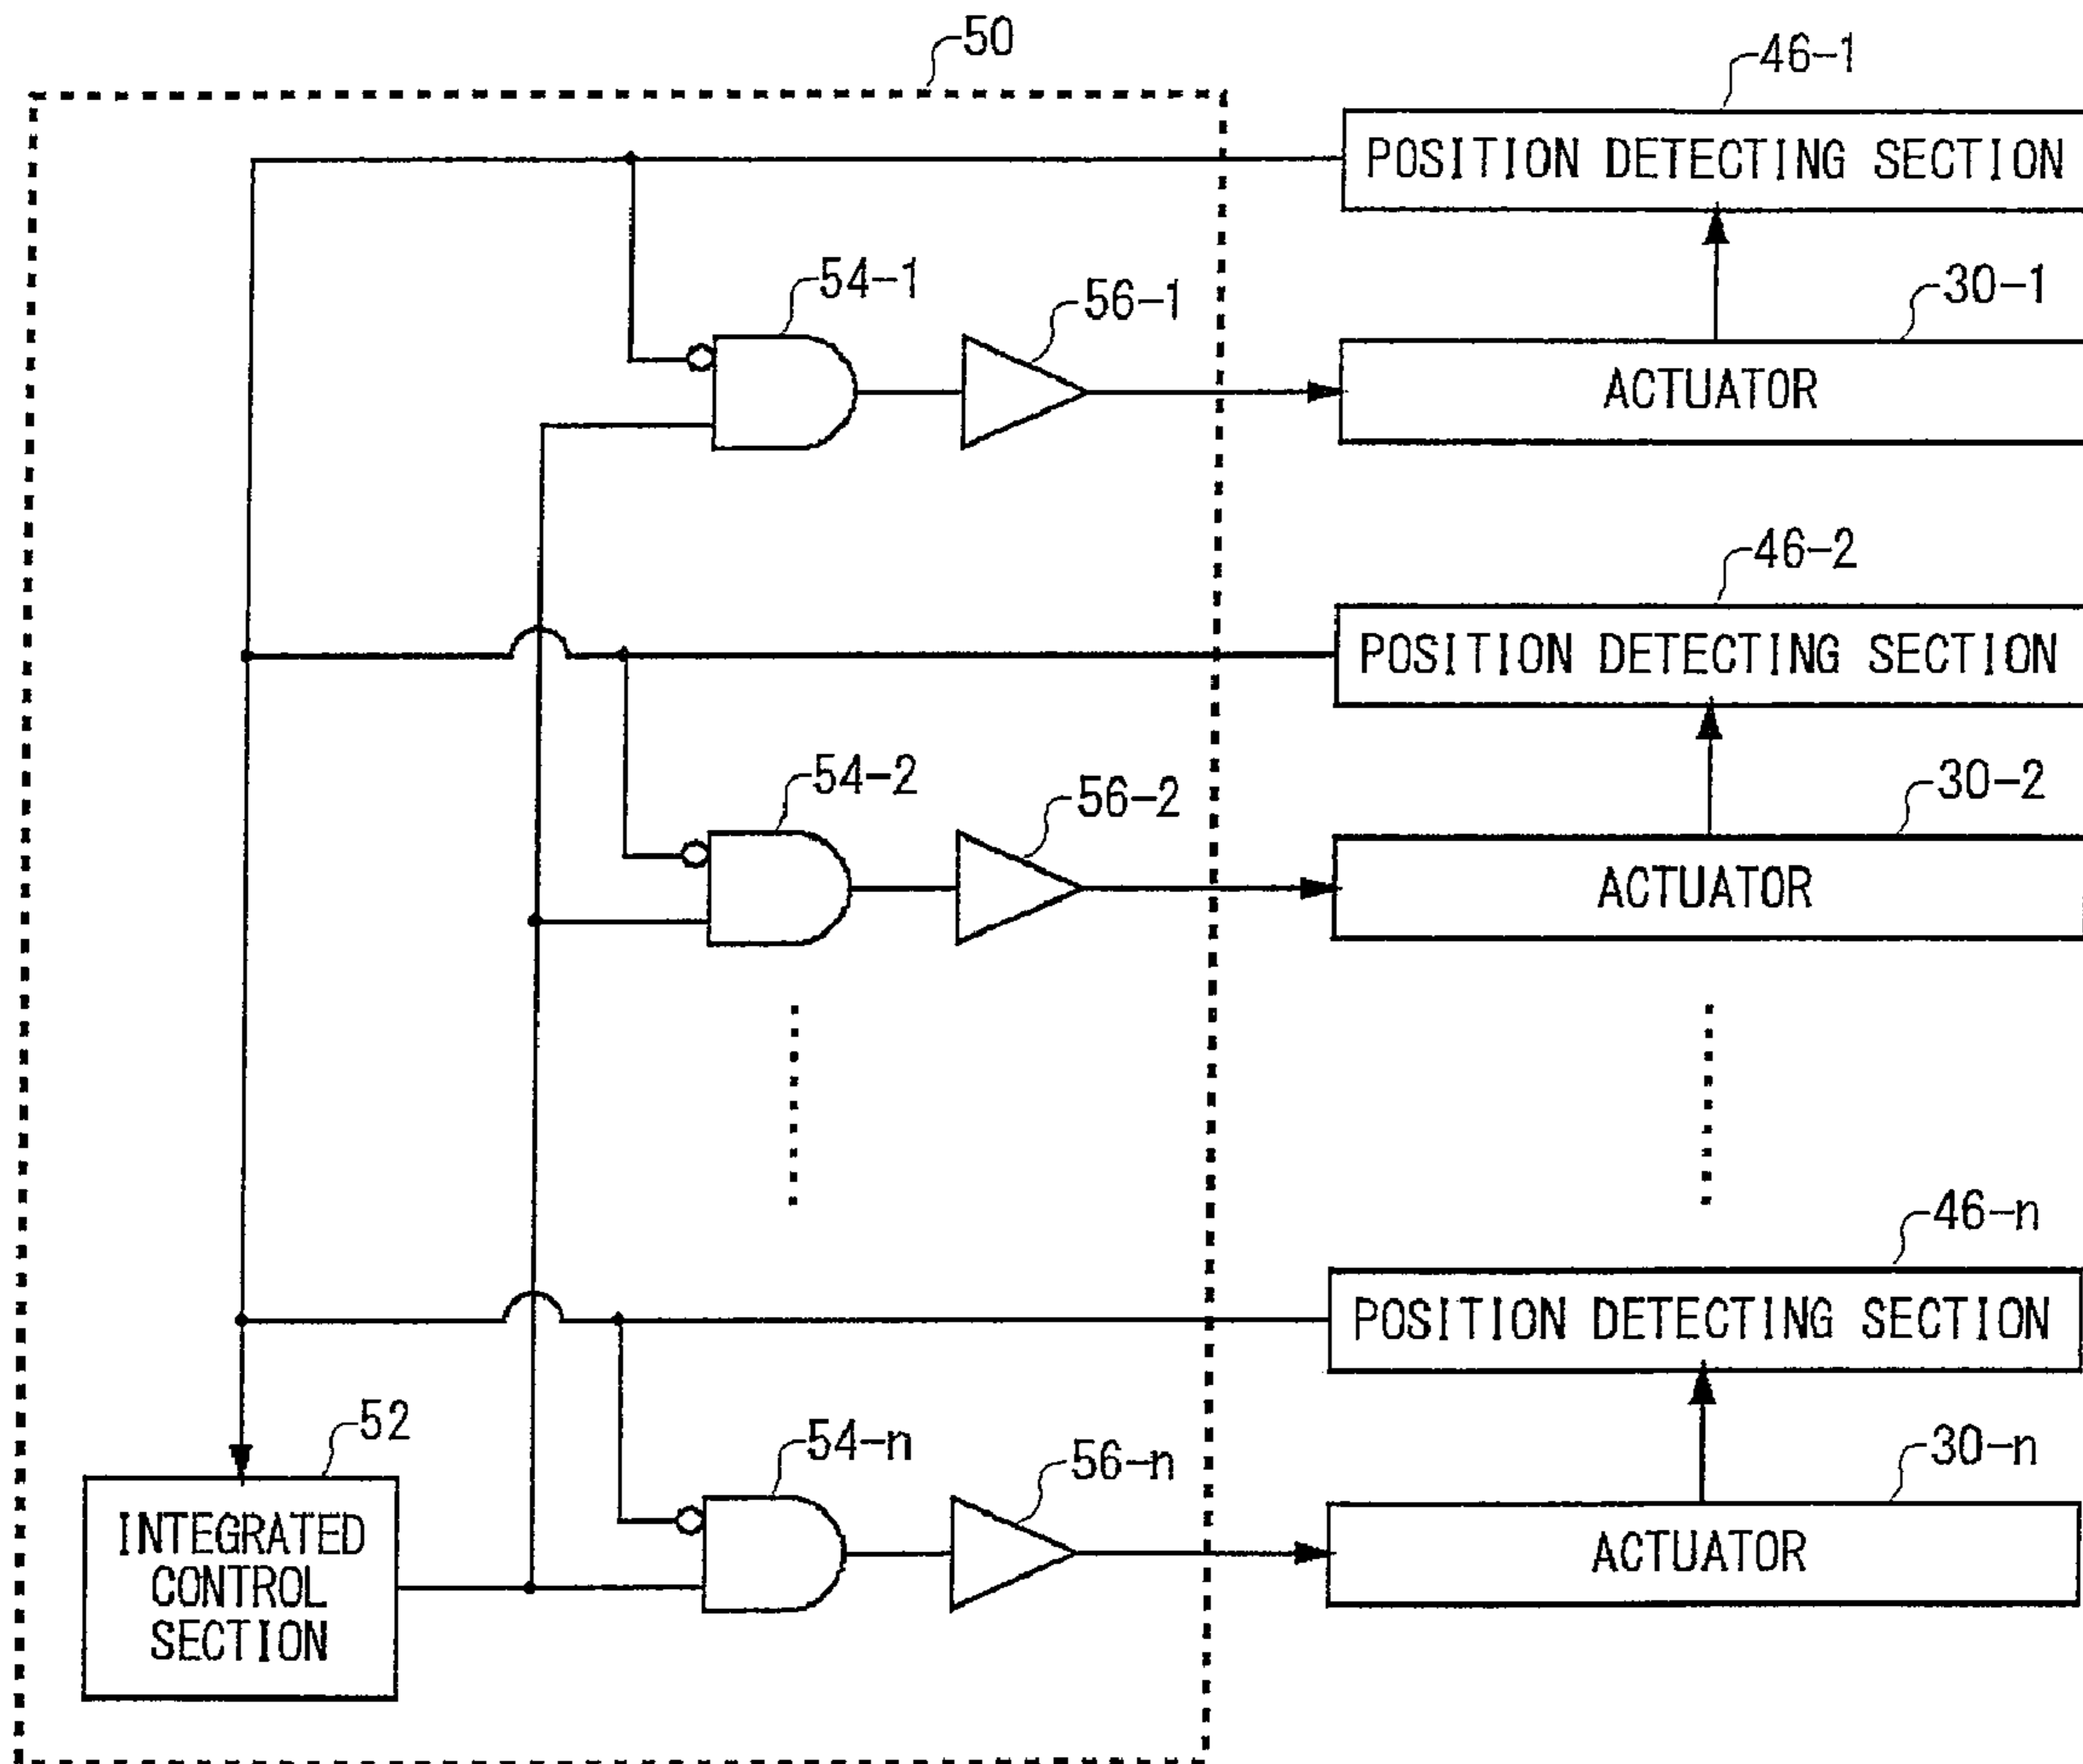 50
46-1
POSITION DETECTING SECTION
54-1
56-1
30-1
ACTUATOR
46-2
POSITION DETECTING SECTION
54-2
56-2
30-2
ACTUATOR
46-n
POSITION DETECTING SECTION
52
54-n
56-n
30-n
INTEGRATED
CONTROL
SECTION
ACTUATOR